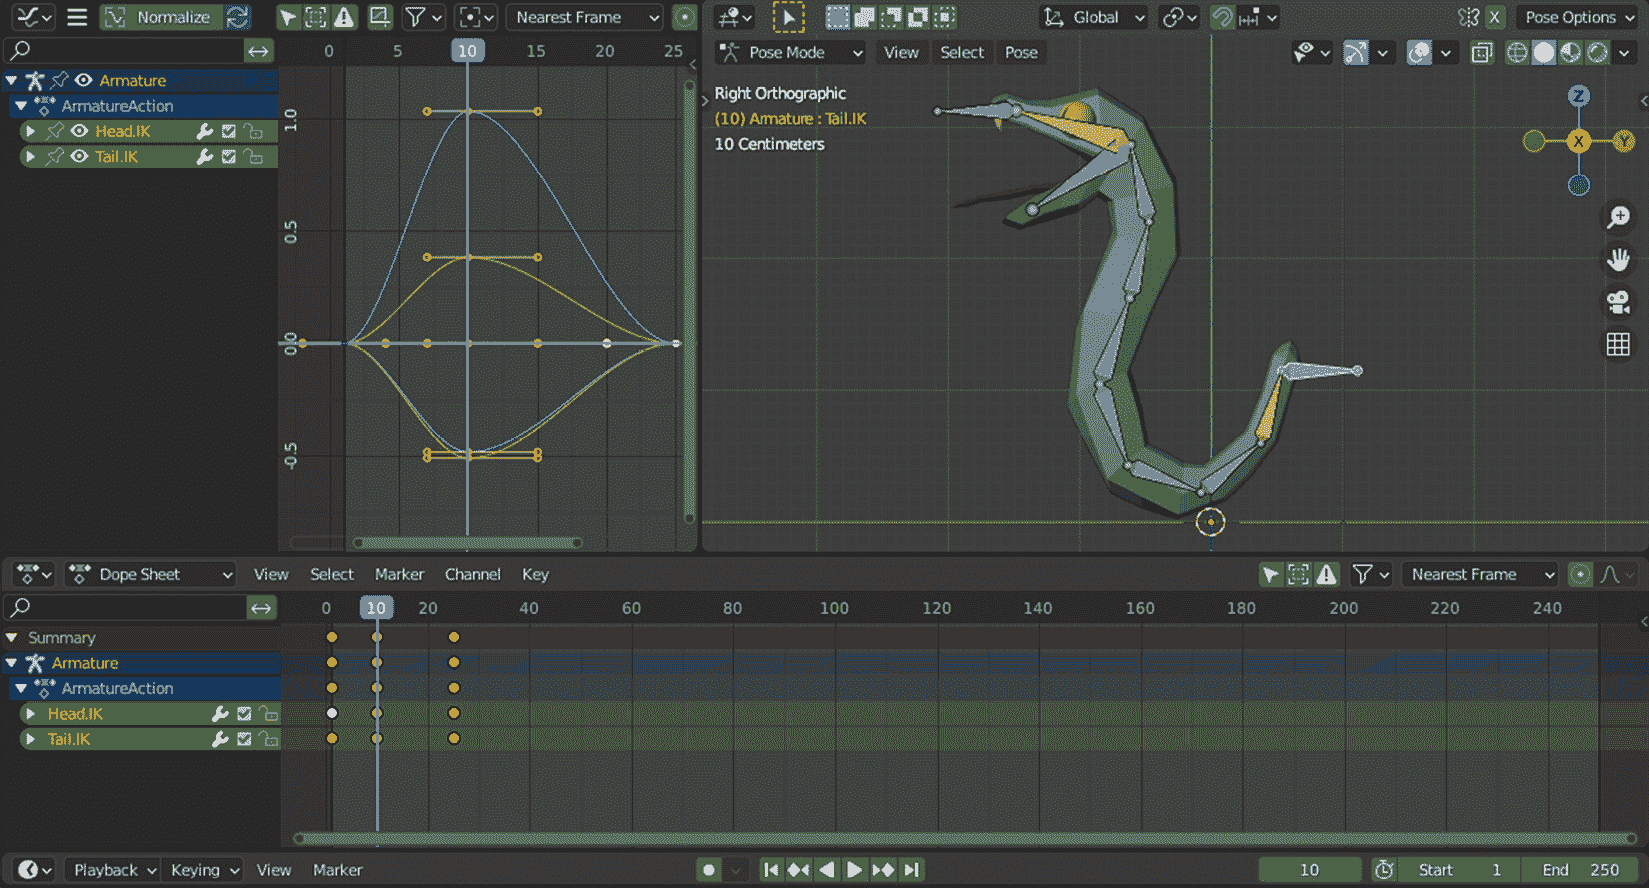 Normalize
Nearest Frame
Global
X
Pose Options
0 5 10 15 20 25
Pose Mode
View
Select
Pose
Armature
ArmatureAction
Head.IK
Tail.IK
1.0
0.5
0.0
-0.5
Right Orthographic
(10) Armature : Tail.IK
10 Centimeters
Z
X
Y
Dope Sheet
View
Select
Marker
Channel
Key
Nearest Frame
0 10 20 40 60 80 100 120 140 160 180 200 220 240
Summary
Armature
ArmatureAction
Head.IK
Tail.IK
Playback
Keying
View
Marker
10
Start 1
End 250